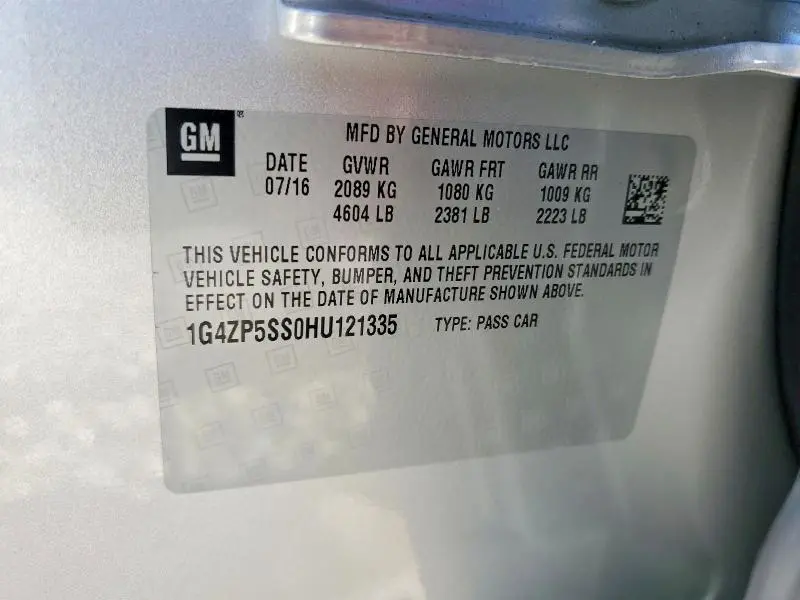 GM®
MFD BY GENERAL MOTORS LLC
DATE GVWR GAWR FRT GAWR RR
07/16 2089 KG 1080 KG 1009 KG
4604 LB 2381 LB 2223 LB
THIS VEHICLE CONFORMS TO ALL APPLICABLE U.S. FEDERAL MOTOR
VEHICLE SAFETY, BUMPER, AND THEFT PREVENTION STANDARDS IN
EFFECT ON THE DATE OF MANUFACTURE SHOWN ABOVE.
1G4ZP5SS0HU121335 TYPE: PASS CAR